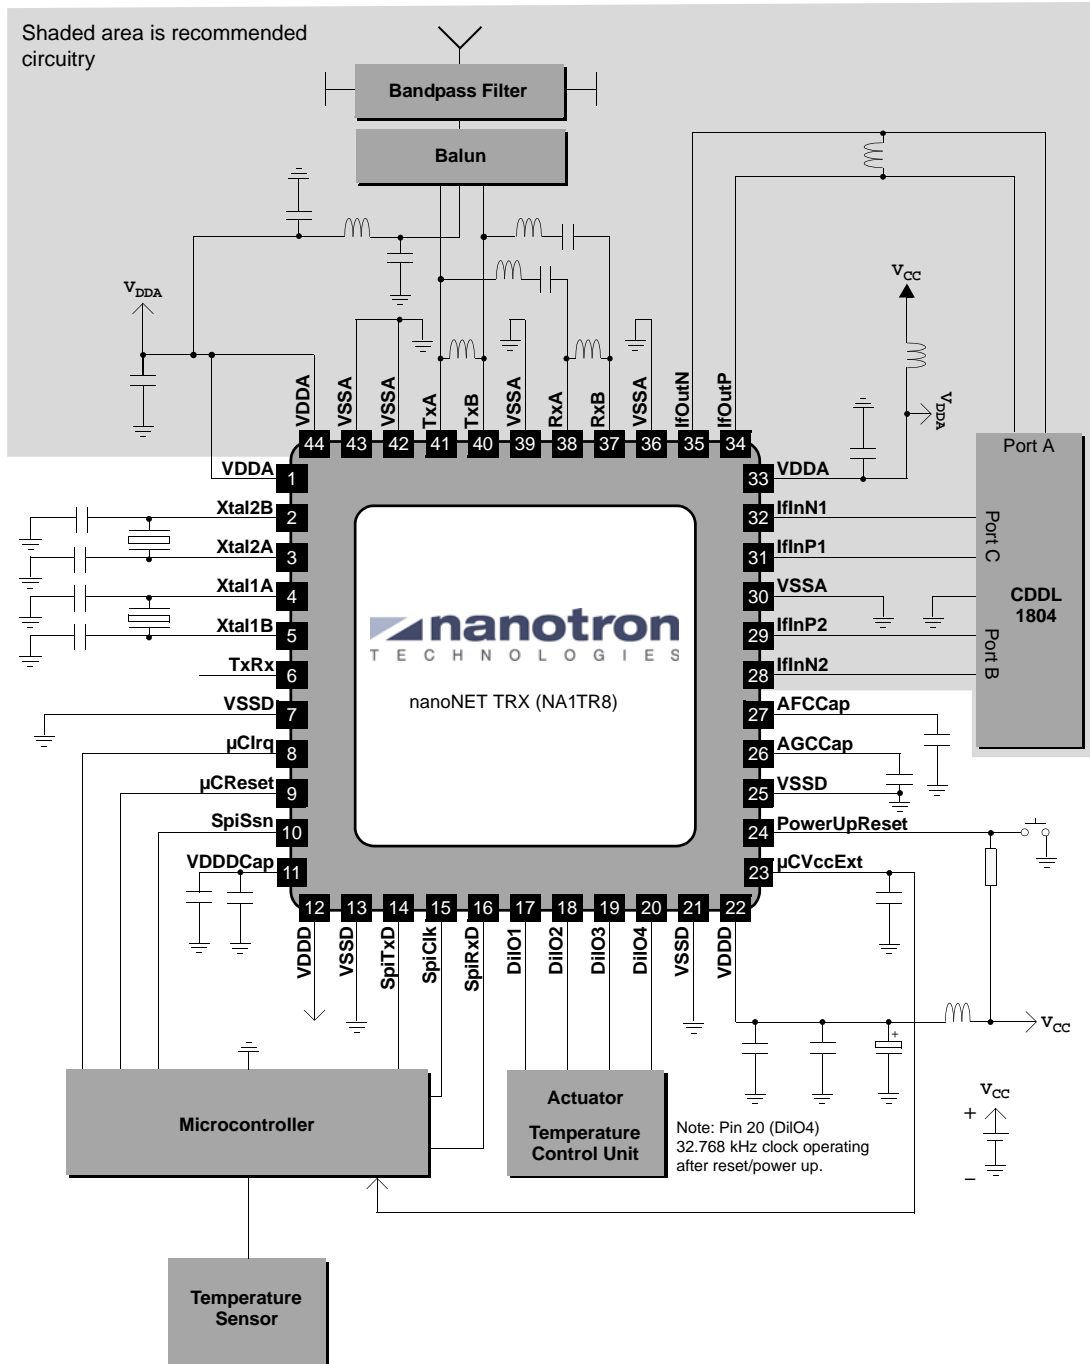 Shaded area is recommended
circuitry
Bandpass Filter
Balun
VDDA
VCC
VDDA
VDDA
VSSA
VSSA
TxA
TxB
VSSA
RxA
RxB
VSSA
IfOutN
IfOutP
44
43
42
41
40
39
38
37
36
35
34
Port A
VDDA
1
Xtal2B
2
Xtal2A
3
Xtal1A
4
Xtal1B
5
TxRx
6
VSSD
7
µCIrq
8
µCReset
9
SpiSsn
10
VDDDCap
11
33
VDDA
32
IfInN1
31
IfInP1
30
VSSA
29
IfInP2
28
IfInN2
27
AFCCap
26
AGCCap
25
VSSD
24
PowerUpReset
23
µCVccExt
Port C
CDDL
1804
Port B
nanotron
TECHNOLOGIES
nanoNET TRX (NA1TR8)
12
13
14
15
16
17
18
19
20
21
22
VDDD
VSSD
SpiTxD
SpiClk
SpiRxD
DiIO1
DiIO2
DiIO3
DiIO4
VSSD
VDDD
+
VCC
Microcontroller
Actuator
Temperature
Control Unit
Note: Pin 20 (DiIO4)
32.768 kHz clock operating
after reset/power up.
VCC
+
–
Temperature
Sensor